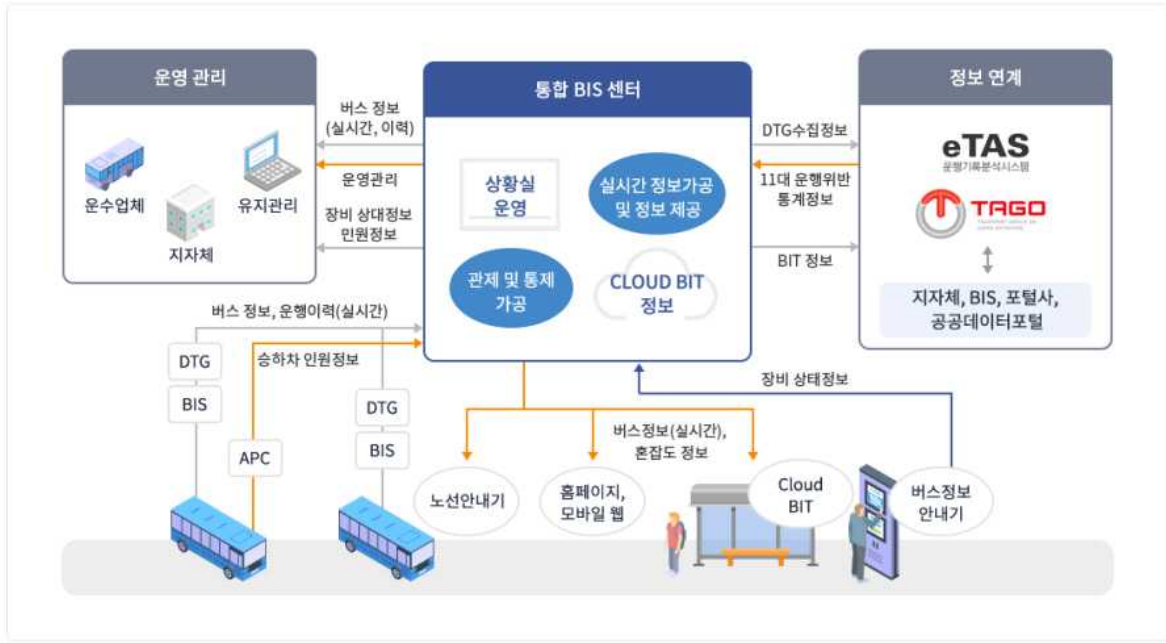 운영 관리
운수업체
지자체
유지관리
버스 정보
(실시간, 이력)
운영관리
장비 상대정보
인원정보
통합 BIS 센터
상황실
운영
실시간 정보가공
및 정보 제공
관제 및 통제
가공
CLOUD BIT
정보
DTG수집정보
11대 운행위반
통계정보
BIT 정보
정보 연계
eTAS
운행기록분석시스템
TAGO
지자체, BIS, 포털사,
공공데이터포털
버스 정보, 운행이력(실시간)
승하차 인원정보
DTG
BIS
APC
DTG
BIS
장비 상태정보
버스정보(실시간),
혼잡도 정보
노선안내기
홈페이지,
모바일 웹
Cloud
BIT
버스정보
안내기